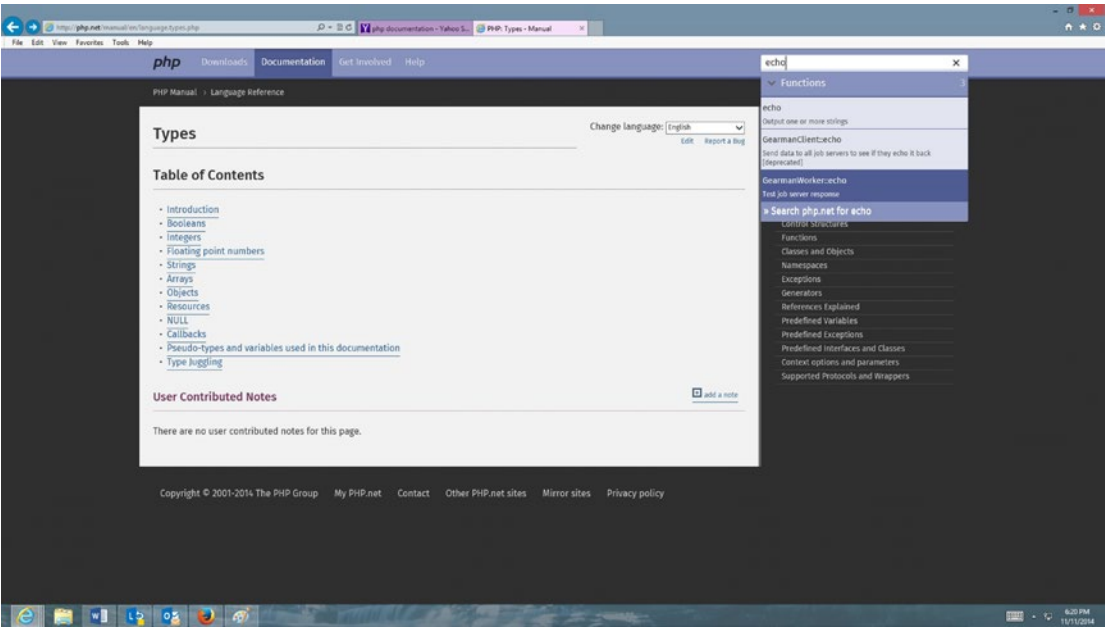 http://php.net/manual/en/language.types.php
php documentation - Yahoo S...
PHP: Types - Manual
File Edit View Favorites Tools Help
php Downloads Documentation Get Involved Help
echo
Functions 3
echo
Output one or more strings
GearmanClient::echo
Send data to all job servers to see if they echo it back
[deprecated]
GearmanWorker::echo
Test job server response
» Search php.net for echo
PHP Manual › Language Reference
Types
Change language: English
Edit Report a Bug
Table of Contents
• Introduction
• Booleans
• Integers
• Floating point numbers
• Strings
• Arrays
• Objects
• Resources
• NULL
• Callbacks
• Pseudo-types and variables used in this documentation
• Type Juggling
User Contributed Notes
add a note
There are no user contributed notes for this page.
Control Structures
Functions
Classes and Objects
Namespaces
Exceptions
Generators
References Explained
Predefined Variables
Predefined Exceptions
Predefined Interfaces and Classes
Context options and parameters
Supported Protocols and Wrappers
Copyright © 2001-2014 The PHP Group My PHP.net Contact Other PHP.net sites Mirror sites Privacy policy
6:20 PM
11/11/2014